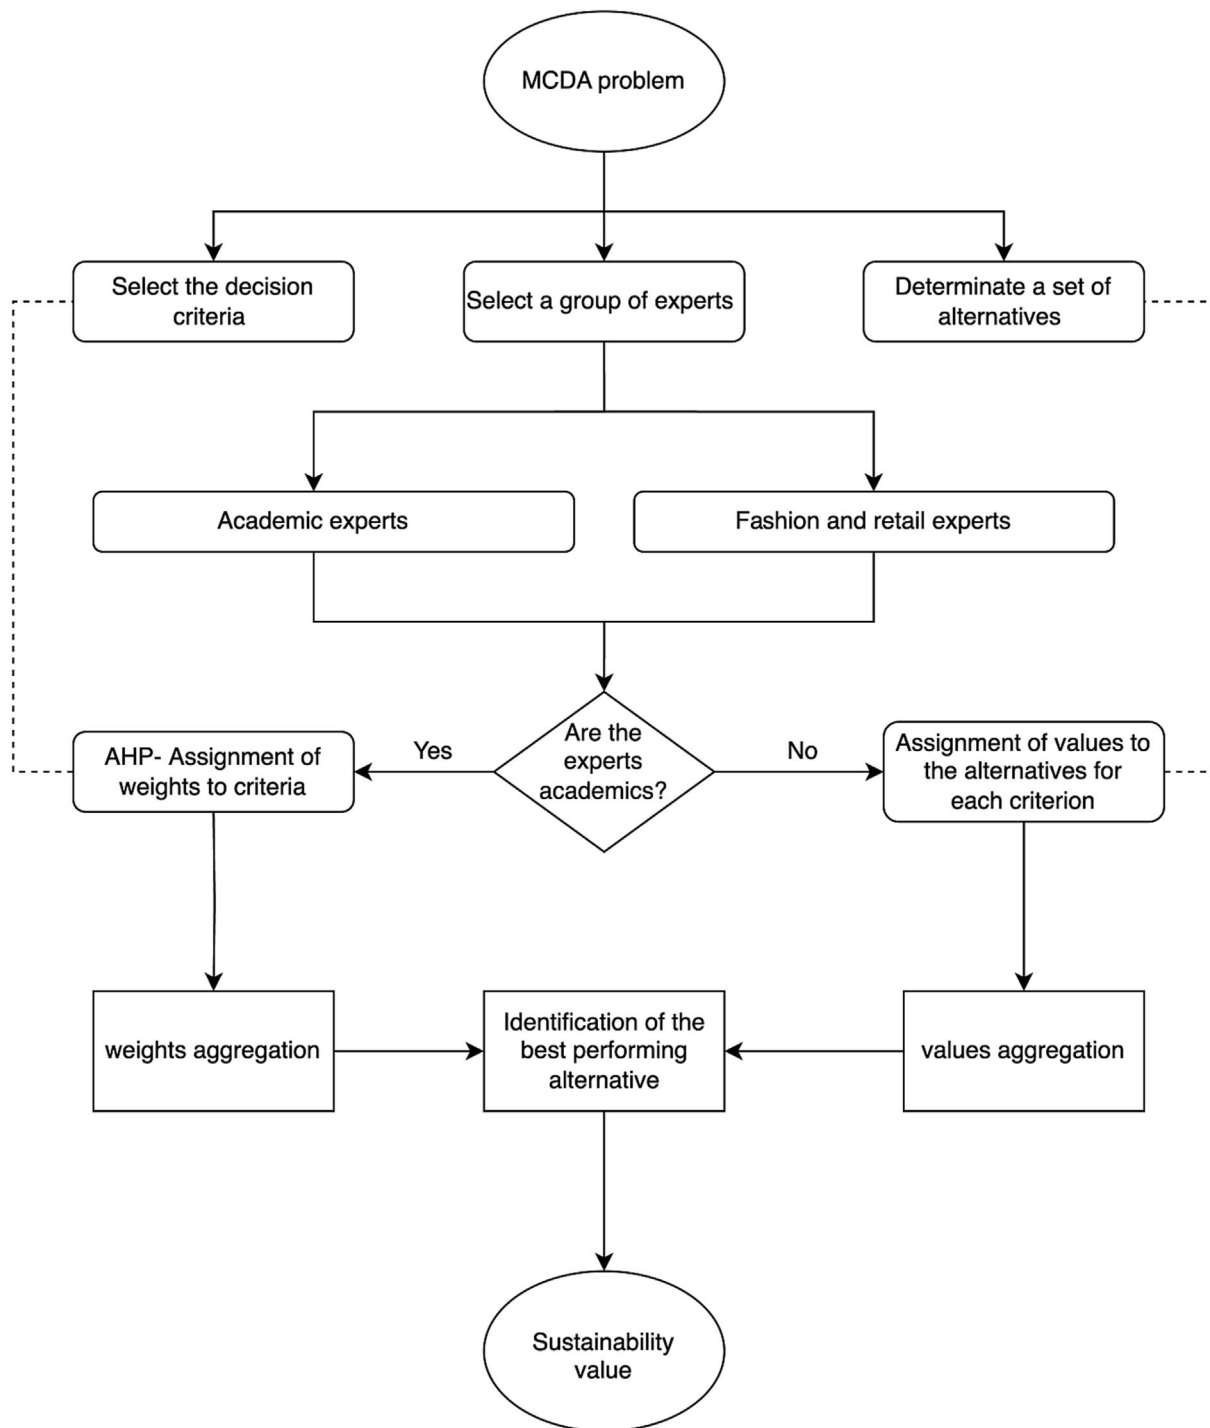 MCDA problem
Select the decision
criteria
Select a group of experts
Determinate a set of
alternatives
Academic experts
Fashion and retail experts
Are the
experts
academics?
Yes
No
AHP- Assignment of
weights to criteria
Assignment of values to
the alternatives for
each criterion
weights aggregation
Identification of the
best performing
alternative
values aggregation
Sustainability
value